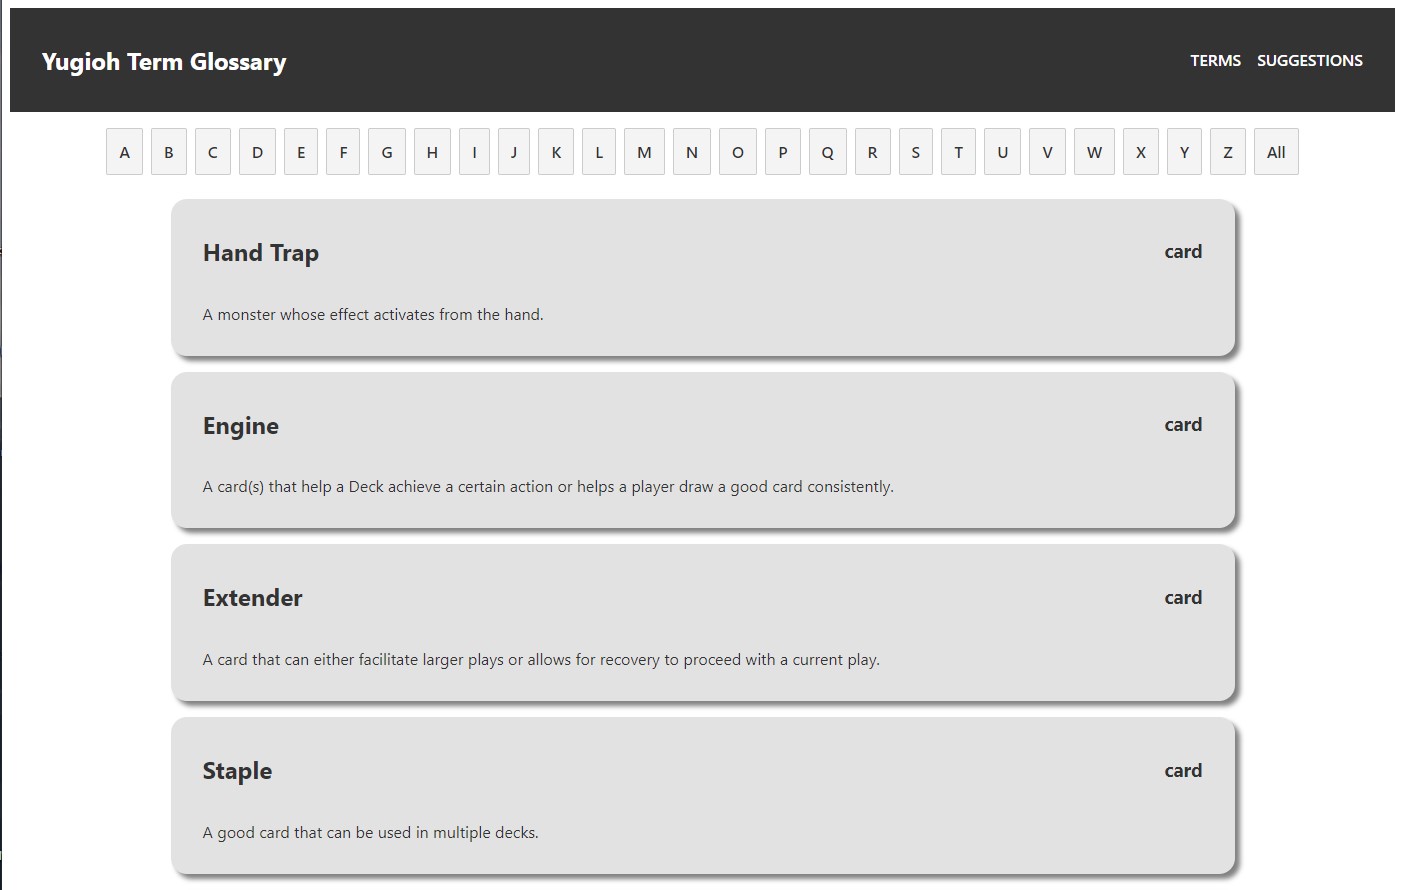 Yugioh Term Glossary
TERMS SUGGESTIONS
A B C D E F G H I J K L M N O P Q R S T U V W X Y Z All
Hand Trap
card
A monster whose effect activates from the hand.
Engine
card
A card(s) that help a Deck achieve a certain action or helps a player draw a good card consistently.
Extender
card
A card that can either facilitate larger plays or allows for recovery to proceed with a current play.
Staple
card
A good card that can be used in multiple decks.